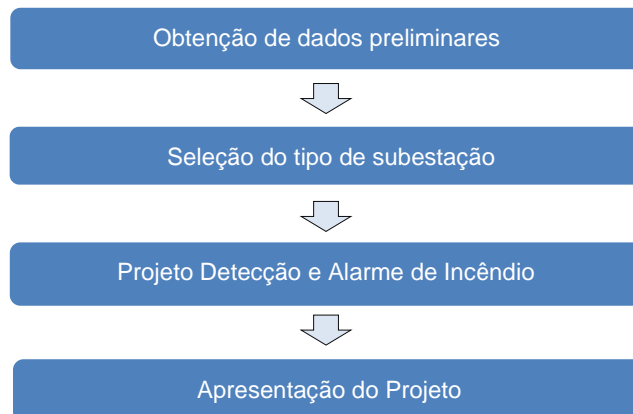 Obtenção de dados preliminares
Seleção do tipo de subestação
Projeto Detecção e Alarme de Incêndio
Apresentação do Projeto